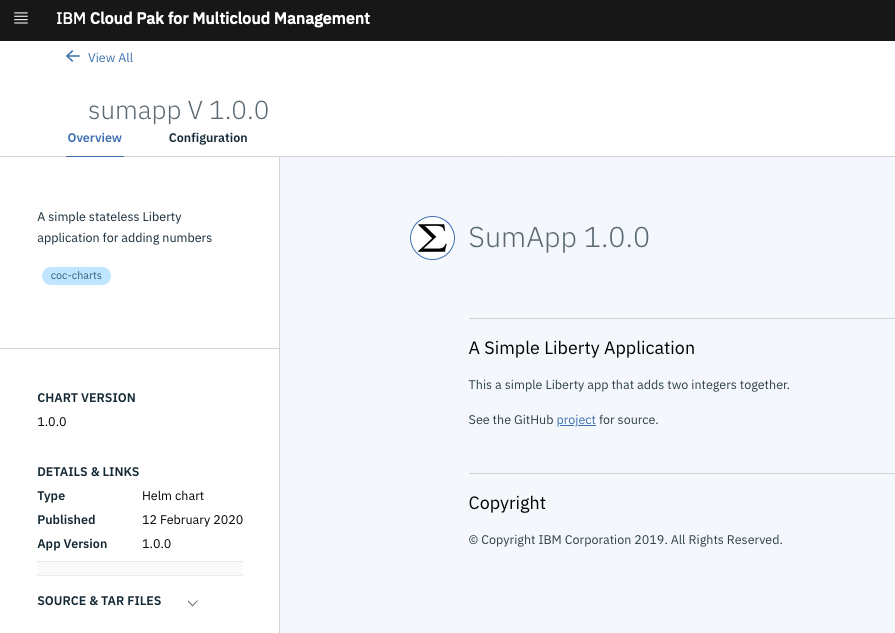 IBM Cloud Pak for Multicloud Management
View All
sumapp V 1.0.0
Overview
Configuration
A simple stateless Liberty
application for adding numbers
coc-charts
CHART VERSION
1.0.0
DETAILS & LINKS
Type Helm chart
Published 12 February 2020
App Version 1.0.0
SOURCE & TAR FILES
Σ SumApp 1.0.0
A Simple Liberty Application
This a simple Liberty app that adds two integers together.
See the GitHub project for source.
Copyright
© Copyright IBM Corporation 2019. All Rights Reserved.